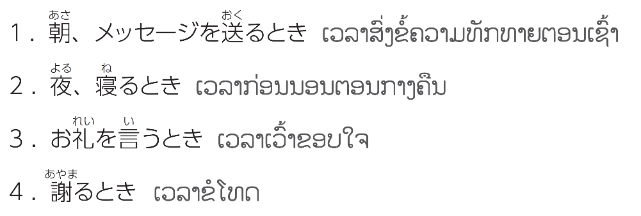 1．朝、メッセージを送るとき ເວລາສົ່ງຂໍ້ຄວາມທັກທາຍຕອນເຊົ້າ
2．夜、寝るとき ເວລາກ່ອນນອນຕອນກາງຄືນ
3．お礼を言うとき ເວລາເວົ້າຂອບໃຈ
4．謝るとき ເວລາຂໍໂທດ